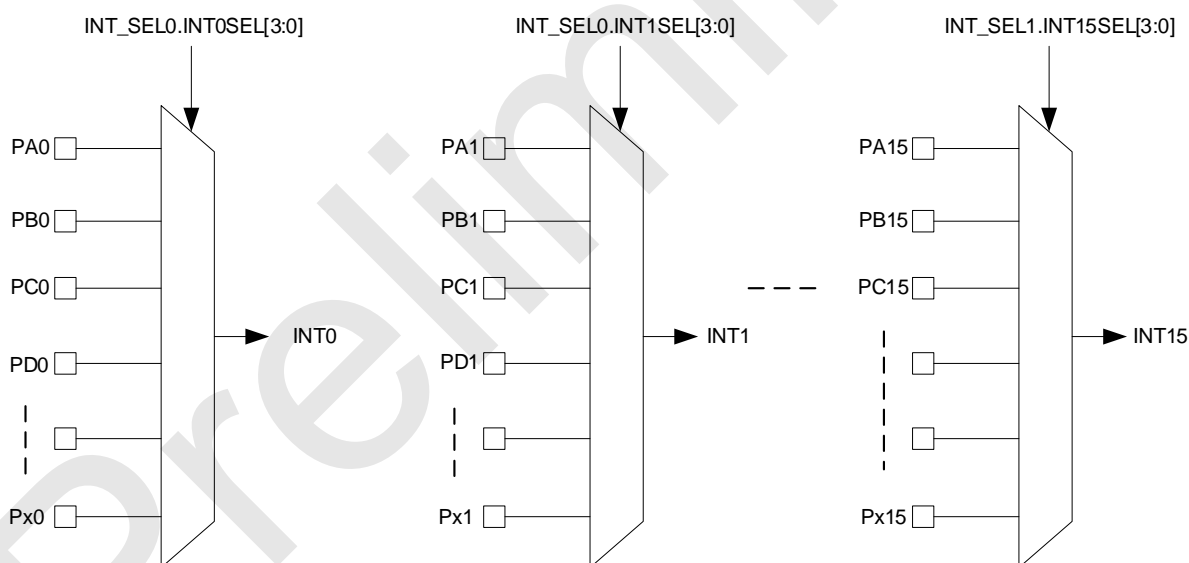 INT_SEL0.INT0SEL[3:0]
INT_SEL0.INT1SEL[3:0]
INT_SEL1.INT15SEL[3:0]
PA0
PB0
PC0
PD0
Px0
INT0
PA1
PB1
PC1
PD1
Px1
INT1
PA15
PB15
PC15
Px15
INT15